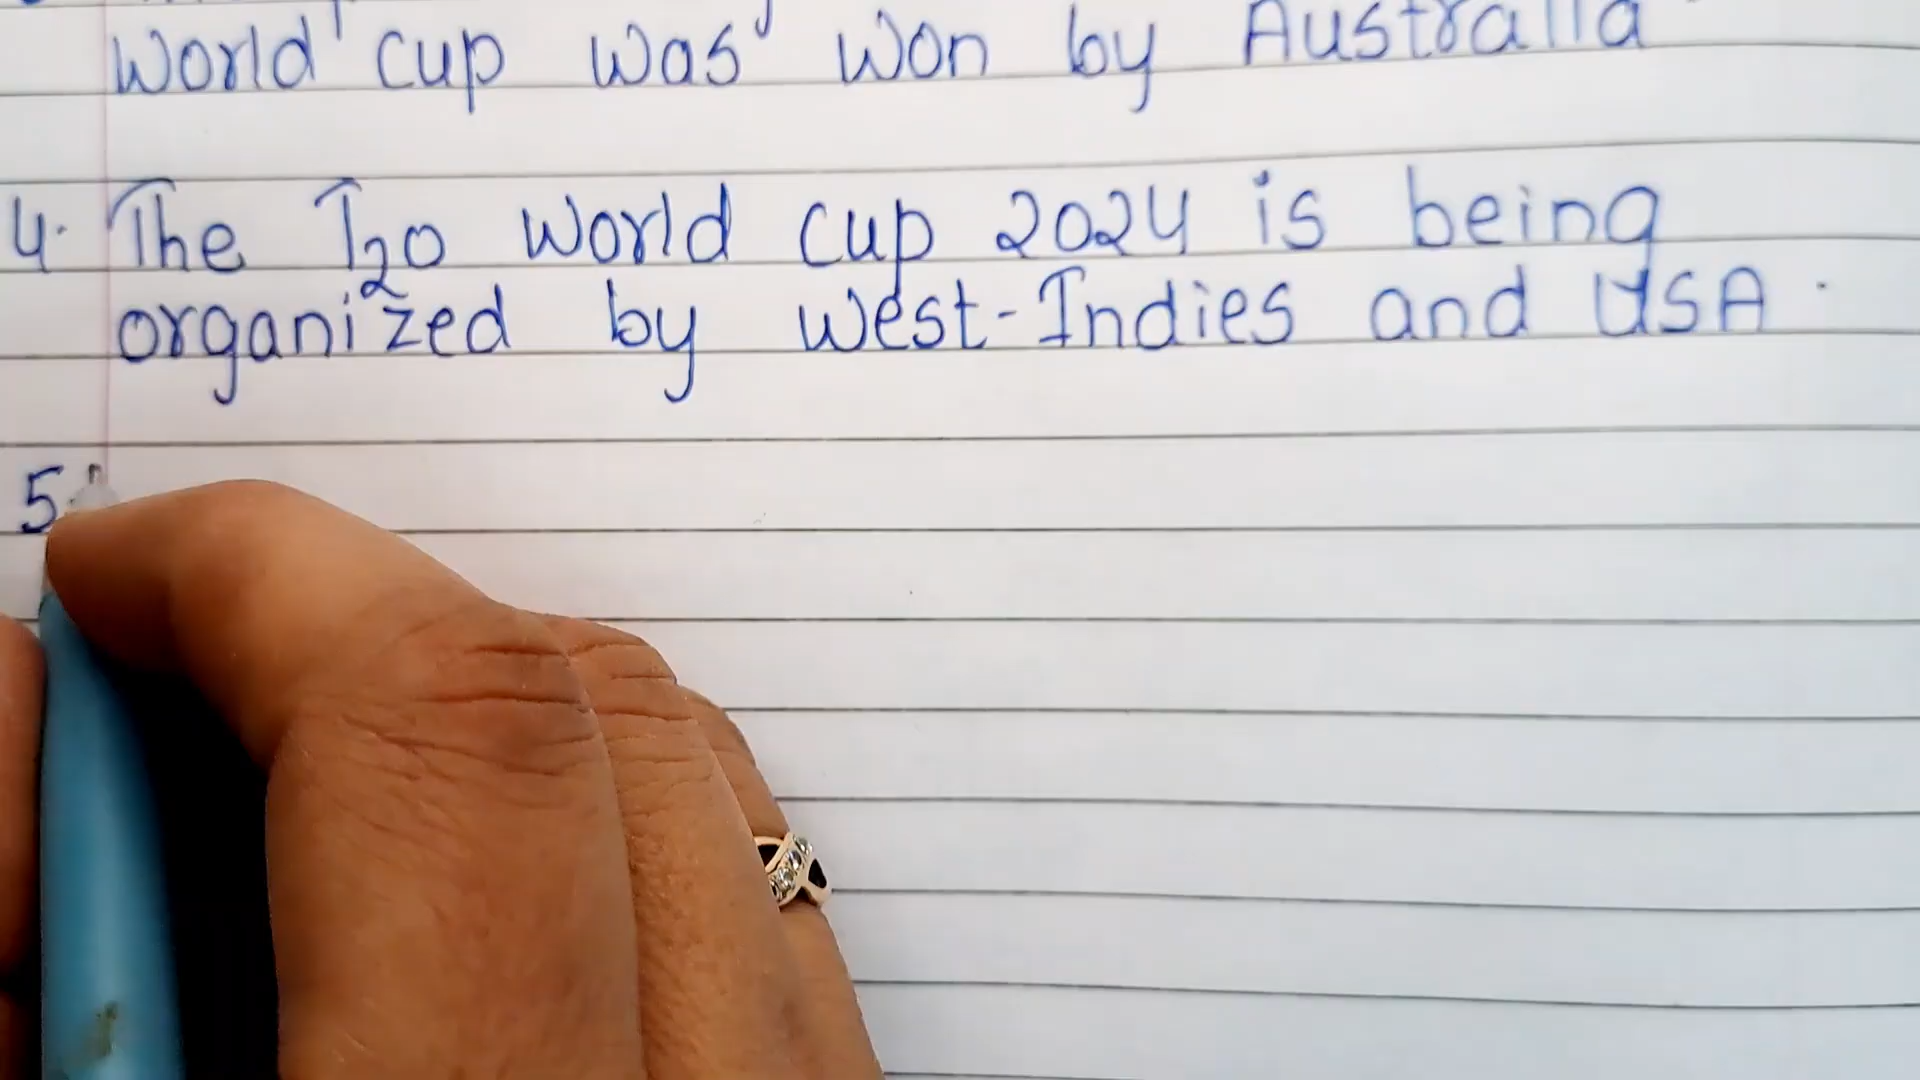 World cup was won by Australia
4. The T20 World cup 2024 is being
organized by West-Indies and USA.
5.